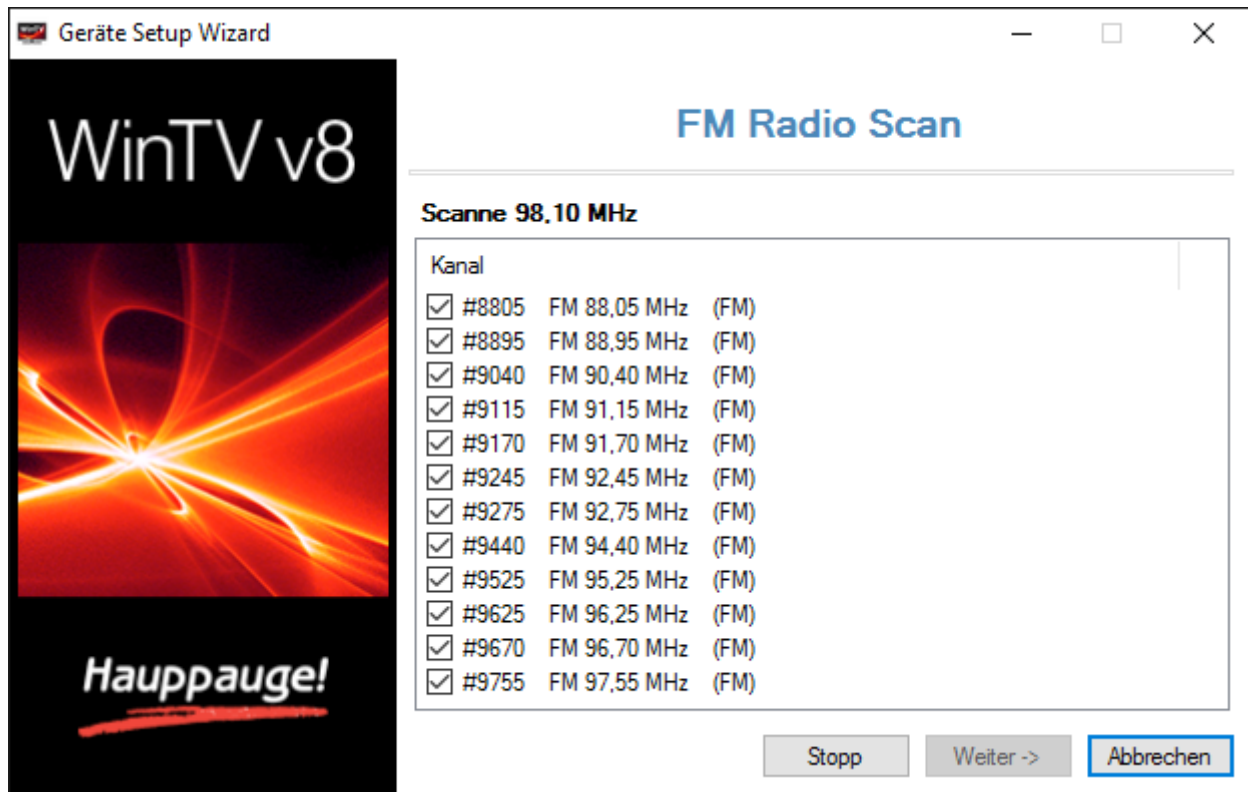 Geräte Setup Wizard
WinTV v8
Hauppauge!
FM Radio Scan
Scanne 98,10 MHz
Kanal
#8805 FM 88,05 MHz (FM)
#8895 FM 88,95 MHz (FM)
#9040 FM 90,40 MHz (FM)
#9115 FM 91,15 MHz (FM)
#9170 FM 91,70 MHz (FM)
#9245 FM 92,45 MHz (FM)
#9275 FM 92,75 MHz (FM)
#9440 FM 94,40 MHz (FM)
#9525 FM 95,25 MHz (FM)
#9625 FM 96,25 MHz (FM)
#9670 FM 96,70 MHz (FM)
#9755 FM 97,55 MHz (FM)
Stopp Weiter -> Abbrechen